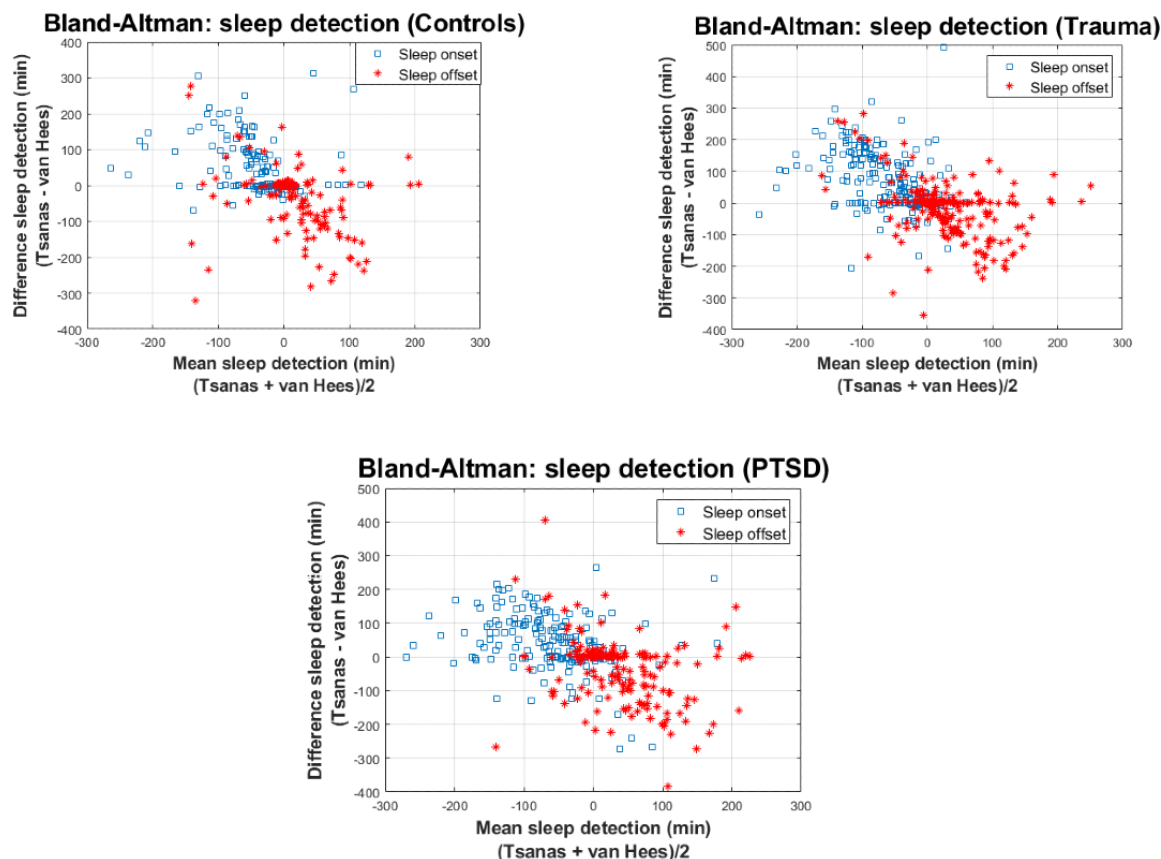 Bland-Altman: sleep detection (Controls)
400
300
200
100
0
-100
-200
-300
-400
Difference sleep detection (min)
(Tsanas - van Hees)
Sleep onset
Sleep offset
-300 -200 -100 0 100 200 300
Mean sleep detection (min)
(Tsanas + van Hees)/2
Bland-Altman: sleep detection (Trauma)
500
400
300
200
100
0
-100
-200
-300
-400
Difference sleep detection (min)
(Tsanas - van Hees)
Sleep onset
Sleep offset
-300 -200 -100 0 100 200 300
Mean sleep detection (min)
(Tsanas + van Hees)/2
Bland-Altman: sleep detection (PTSD)
500
400
300
200
100
0
-100
-200
-300
-400
Difference sleep detection (min)
(Tsanas - van Hees)
Sleep onset
Sleep offset
-300 -200 -100 0 100 200 300
Mean sleep detection (min)
(Tsanas + van Hees)/2